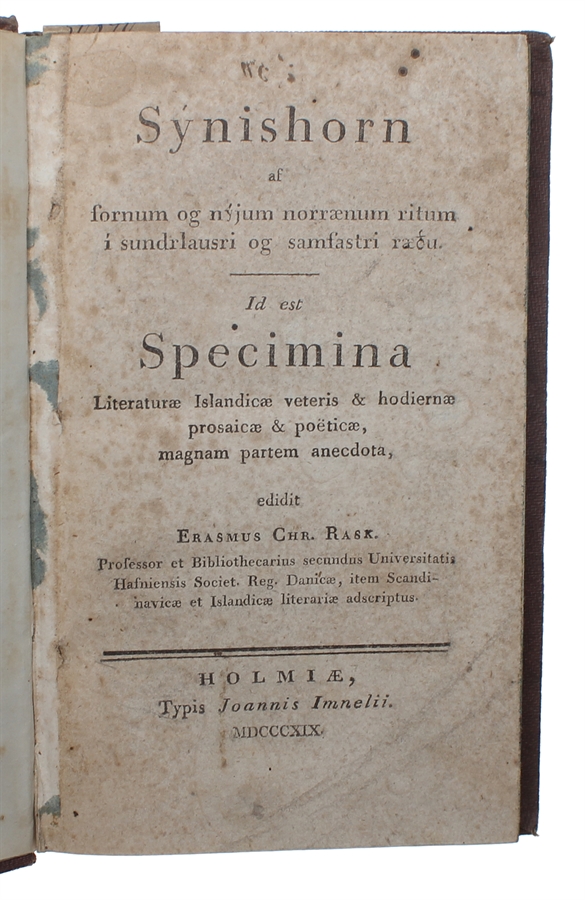 Sýnishorn
af
fornum og nýjum norrænum ritum
í sundrlausri og samfastri ræðu.
Id est
Specimina
Literaturæ Islandicæ veteris & hodiernæ
prosaicæ & poëticæ,
magnam partem anecdota,
edidit
ERASMUS CHR. RASK.
Professor et Bibliothecarius secundus Universitatis
Hafniensis Societ. Reg. Danicæ, item Scandi-
navicæ et Islandicæ literariæ adscriptus.
HOLMIÆ,
Typis Joannis Imnelii.
MDCCCXIX.